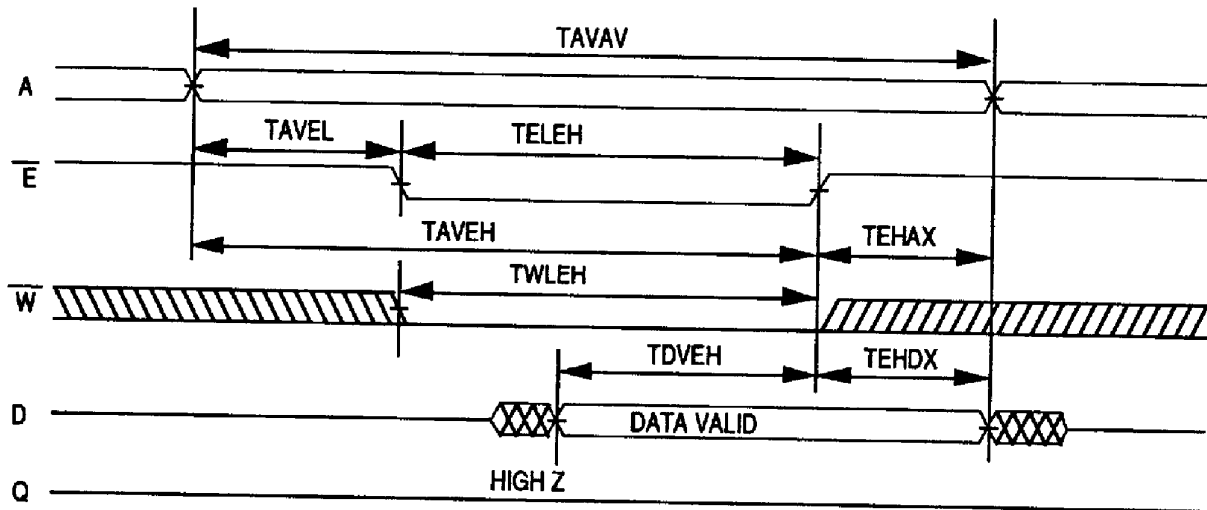 TAVAV
A
TAVEL TELEH
E
TAVEH TEHAX
W TWLEH
TDVEH TEHDX
D DATA VALID
Q HIGH Z